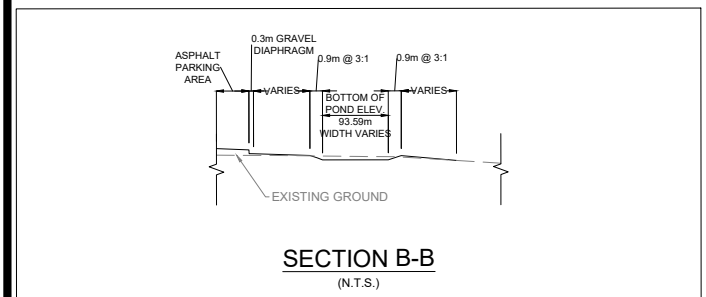 0.3m GRAVEL
DIAPHRAGM
ASPHALT
PARKING
AREA
0.9m @ 3:1
0.9m @ 3:1
VARIES
VARIES
BOTTOM OF
POND ELEV.
93.59m
WIDTH VARIES
EXISTING GROUND
SECTION B-B
(N.T.S.)